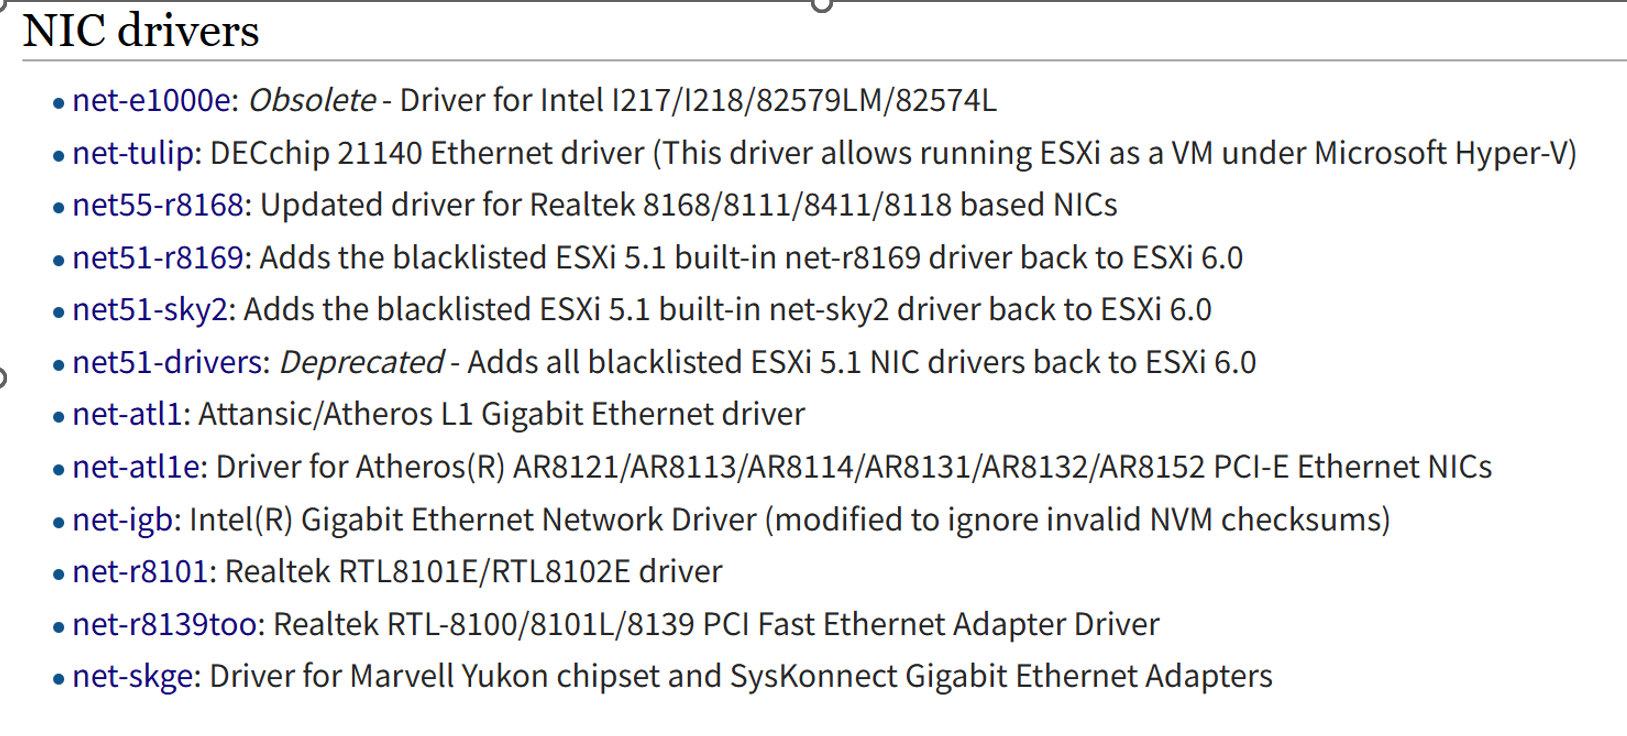 NIC drivers
• net-e1000e: Obsolete - Driver for Intel I217/I218/82579LM/82574L
• net-tulip: DECchip 21140 Ethernet driver (This driver allows running ESXi as a VM under Microsoft Hyper-V)
• net55-r8168: Updated driver for Realtek 8168/8111/8411/8118 based NICs
• net51-r8169: Adds the blacklisted ESXi 5.1 built-in net-r8169 driver back to ESXi 6.0
• net51-sky2: Adds the blacklisted ESXi 5.1 built-in net-sky2 driver back to ESXi 6.0
• net51-drivers: Deprecated - Adds all blacklisted ESXi 5.1 NIC drivers back to ESXi 6.0
• net-atl1: Attansic/Atheros L1 Gigabit Ethernet driver
• net-atl1e: Driver for Atheros(R) AR8121/AR8113/AR8114/AR8131/AR8132/AR8152 PCI-E Ethernet NICs
• net-igb: Intel(R) Gigabit Ethernet Network Driver (modified to ignore invalid NVM checksums)
• net-r8101: Realtek RTL8101E/RTL8102E driver
• net-r8139too: Realtek RTL-8100/8101L/8139 PCI Fast Ethernet Adapter Driver
• net-skge: Driver for Marvell Yukon chipset and SysKonnect Gigabit Ethernet Adapters